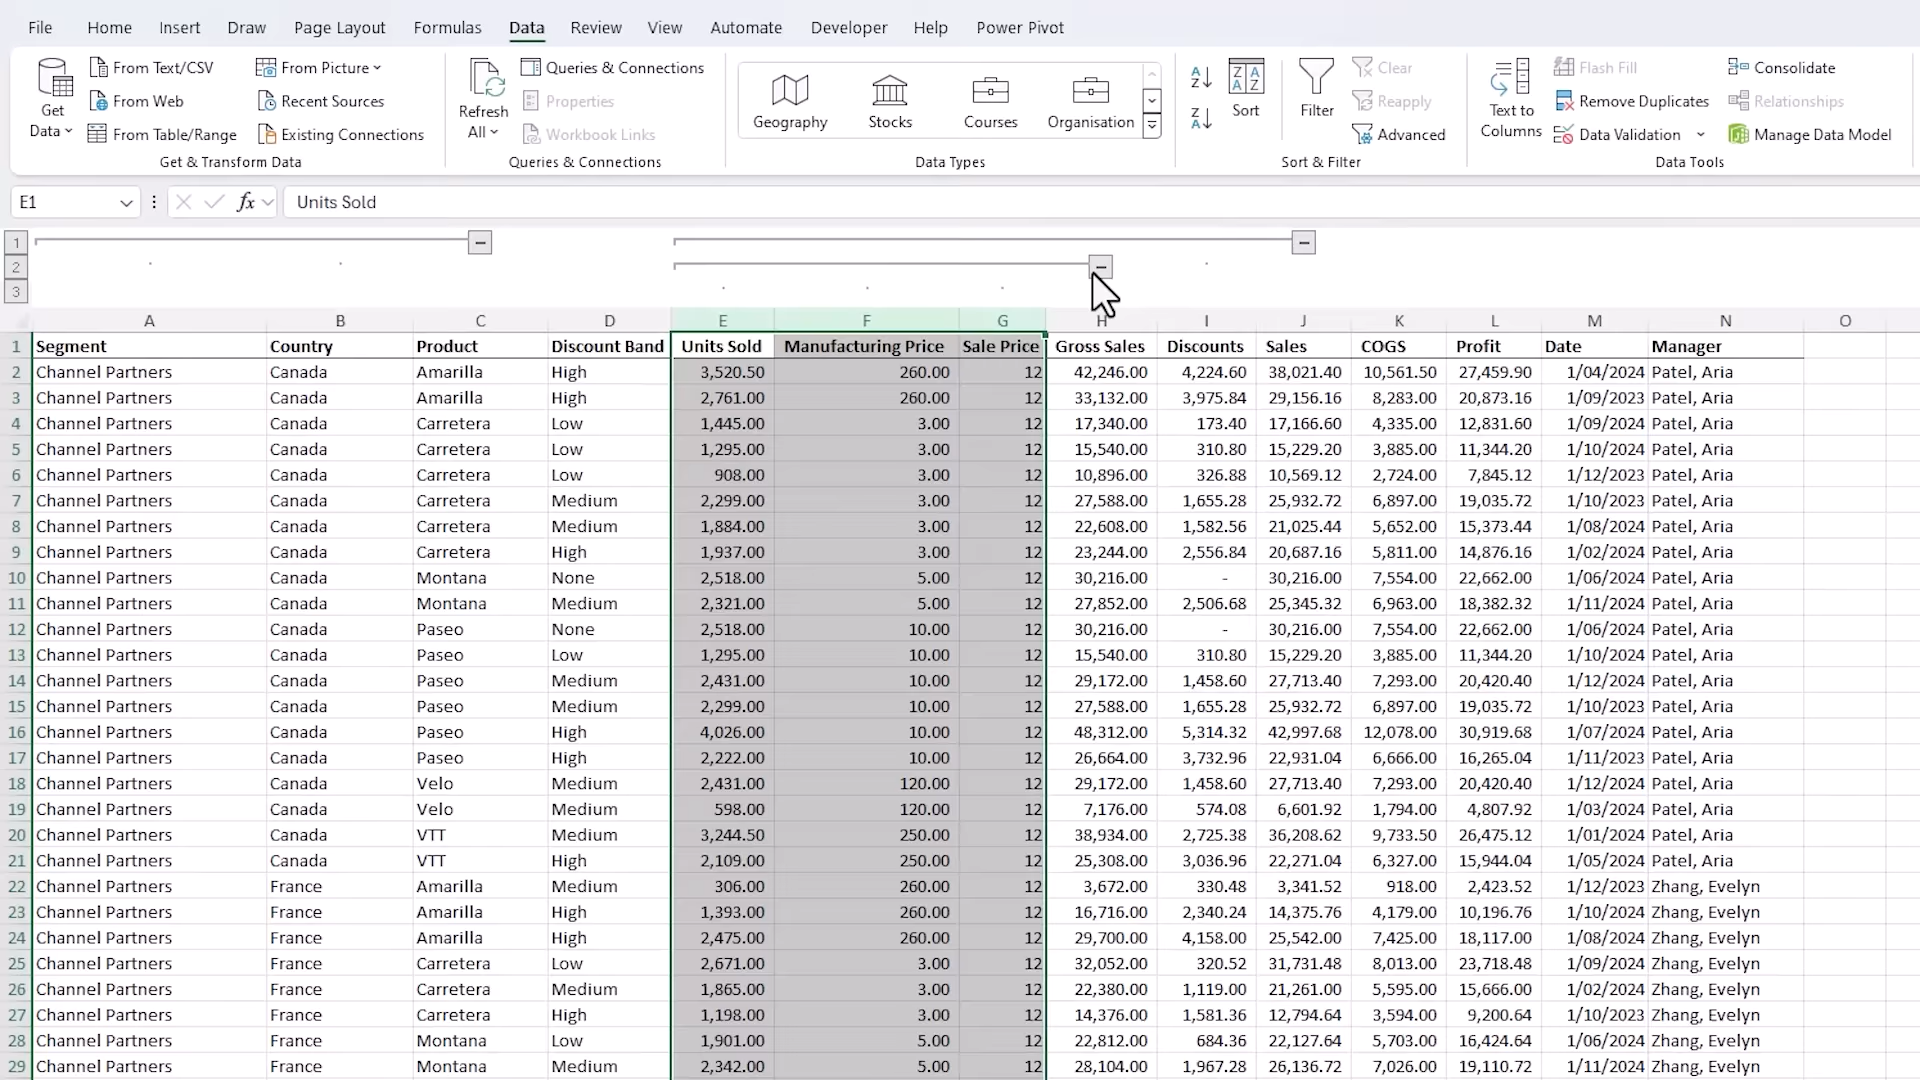 File Home Insert Draw Page Layout Formulas Data Review View Automate Developer Help Power Pivot
Get Data
From Text/CSV
From Web
From Table/Range
From Picture
Recent Sources
Existing Connections
Get & Transform Data
Refresh All
Queries & Connections
Properties
Workbook Links
Queries & Connections
Geography Stocks Courses Organisation
Data Types
Sort
Filter
Clear
Reapply
Advanced
Sort & Filter
Text to Columns
Flash Fill
Remove Duplicates
Data Validation
Consolidate
Relationships
Manage Data Model
Data Tools
E1 fx Units Sold
1
2
3
A B C D E F G H I J K L M N O
1 Segment Country Product Discount Band Units Sold Manufacturing Price Sale Price Gross Sales Discounts Sales COGS Profit Date Manager
2 Channel Partners Canada Amarilla High 3,520.50 260.00 12 42,246.00 4,224.60 38,021.40 10,561.50 27,459.90 1/04/2024 Patel, Aria
3 Channel Partners Canada Amarilla High 2,761.00 260.00 12 33,132.00 3,975.84 29,156.16 8,283.00 20,873.16 1/09/2023 Patel, Aria
4 Channel Partners Canada Carretera Low 1,445.00 3.00 12 17,340.00 173.40 17,166.60 4,335.00 12,831.60 1/09/2024 Patel, Aria
5 Channel Partners Canada Carretera Low 1,295.00 3.00 12 15,540.00 310.80 15,229.20 3,885.00 11,344.20 1/10/2024 Patel, Aria
6 Channel Partners Canada Carretera Low 908.00 3.00 12 10,896.00 326.88 10,569.12 2,724.00 7,845.12 1/12/2023 Patel, Aria
7 Channel Partners Canada Carretera Medium 2,299.00 3.00 12 27,588.00 1,655.28 25,932.72 6,897.00 19,035.72 1/10/2023 Patel, Aria
8 Channel Partners Canada Carretera Medium 1,884.00 3.00 12 22,608.00 1,582.56 21,025.44 5,652.00 15,373.44 1/08/2024 Patel, Aria
9 Channel Partners Canada Carretera High 1,937.00 3.00 12 23,244.00 2,556.84 20,687.16 5,811.00 14,876.16 1/02/2024 Patel, Aria
10 Channel Partners Canada Montana None 2,518.00 5.00 12 30,216.00 - 30,216.00 7,554.00 22,662.00 1/06/2024 Patel, Aria
11 Channel Partners Canada Montana Medium 2,321.00 5.00 12 27,852.00 2,506.68 25,345.32 6,963.00 18,382.32 1/11/2024 Patel, Aria
12 Channel Partners Canada Paseo None 2,518.00 10.00 12 30,216.00 - 30,216.00 7,554.00 22,662.00 1/06/2024 Patel, Aria
13 Channel Partners Canada Paseo Low 1,295.00 10.00 12 15,540.00 310.80 15,229.20 3,885.00 11,344.20 1/10/2024 Patel, Aria
14 Channel Partners Canada Paseo Medium 2,431.00 10.00 12 29,172.00 1,458.60 27,713.40 7,293.00 20,420.40 1/12/2024 Patel, Aria
15 Channel Partners Canada Paseo Medium 2,299.00 10.00 12 27,588.00 1,655.28 25,932.72 6,897.00 19,035.72 1/10/2023 Patel, Aria
16 Channel Partners Canada Paseo High 4,026.00 10.00 12 48,312.00 5,314.32 42,997.68 12,078.00 30,919.68 1/07/2024 Patel, Aria
17 Channel Partners Canada Paseo High 2,222.00 10.00 12 26,664.00 3,732.96 22,931.04 6,666.00 16,265.04 1/11/2023 Patel, Aria
18 Channel Partners Canada Velo Medium 2,431.00 120.00 12 29,172.00 1,458.60 27,713.40 7,293.00 20,420.40 1/12/2024 Patel, Aria
19 Channel Partners Canada Velo Medium 598.00 120.00 12 7,176.00 574.08 6,601.92 1,794.00 4,807.92 1/03/2024 Patel, Aria
20 Channel Partners Canada VTT Medium 3,244.50 250.00 12 38,934.00 2,725.38 36,208.62 9,733.50 26,475.12 1/01/2024 Patel, Aria
21 Channel Partners Canada VTT High 2,109.00 250.00 12 25,308.00 3,036.96 22,271.04 6,327.00 15,944.04 1/05/2024 Patel, Aria
22 Channel Partners France Amarilla Medium 306.00 260.00 12 3,672.00 330.48 3,341.52 918.00 2,423.52 1/12/2023 Zhang, Evelyn
23 Channel Partners France Amarilla High 1,393.00 260.00 12 16,716.00 2,340.24 14,375.76 4,179.00 10,196.76 1/10/2024 Zhang, Evelyn
24 Channel Partners France Amarilla High 2,475.00 260.00 12 29,700.00 4,158.00 25,542.00 7,425.00 18,117.00 1/08/2024 Zhang, Evelyn
25 Channel Partners France Carretera Low 2,671.00 3.00 12 32,052.00 320.52 31,731.48 8,013.00 23,718.48 1/09/2024 Zhang, Evelyn
26 Channel Partners France Carretera Medium 1,865.00 3.00 12 22,380.00 1,119.00 21,261.00 5,595.00 15,666.00 1/02/2024 Zhang, Evelyn
27 Channel Partners France Carretera High 1,198.00 3.00 12 14,376.00 1,581.36 12,794.64 3,594.00 9,200.64 1/10/2023 Zhang, Evelyn
28 Channel Partners France Montana Low 1,901.00 5.00 12 22,812.00 684.36 22,127.64 5,703.00 16,424.64 1/06/2024 Zhang, Evelyn
29 Channel Partners France Montana Medium 2,342.00 5.00 12 28,104.00 1,967.28 26,136.72 7,026.00 19,110.72 1/11/2024 Zhang, Evelyn